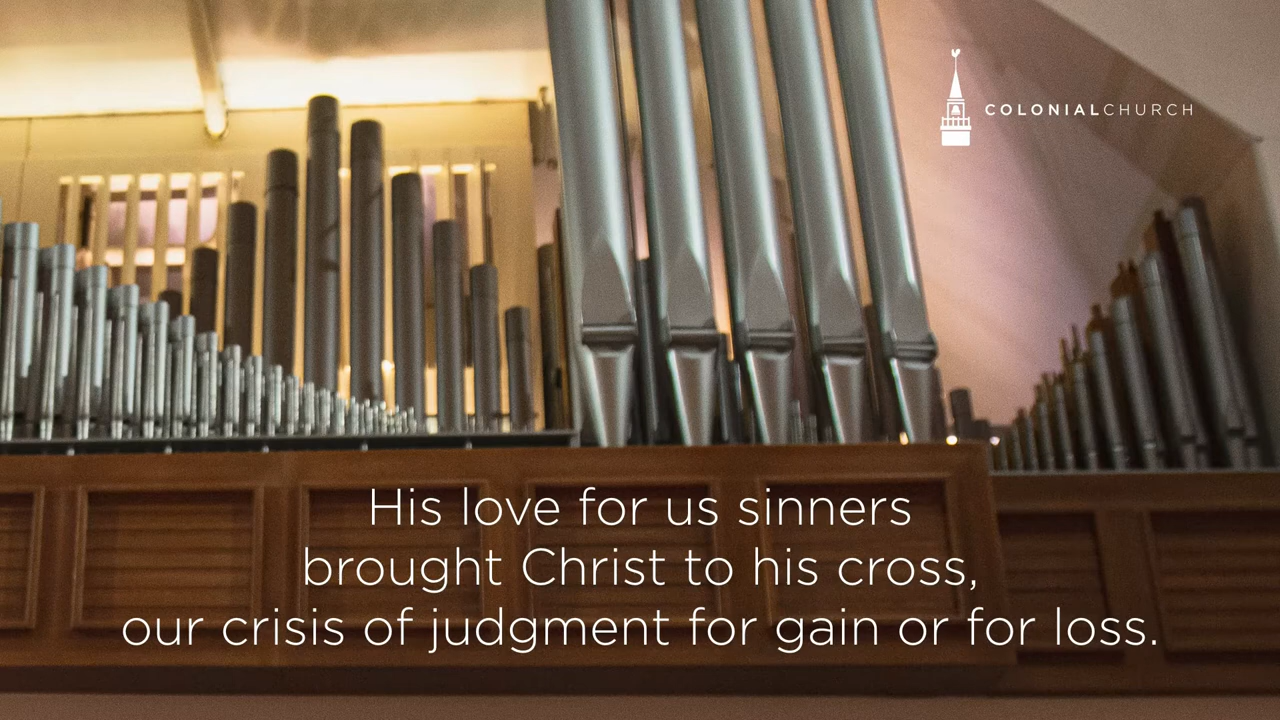 COLONIALCHURCH
His love for us sinners
brought Christ to his cross,
our crisis of judgment for gain or for loss.